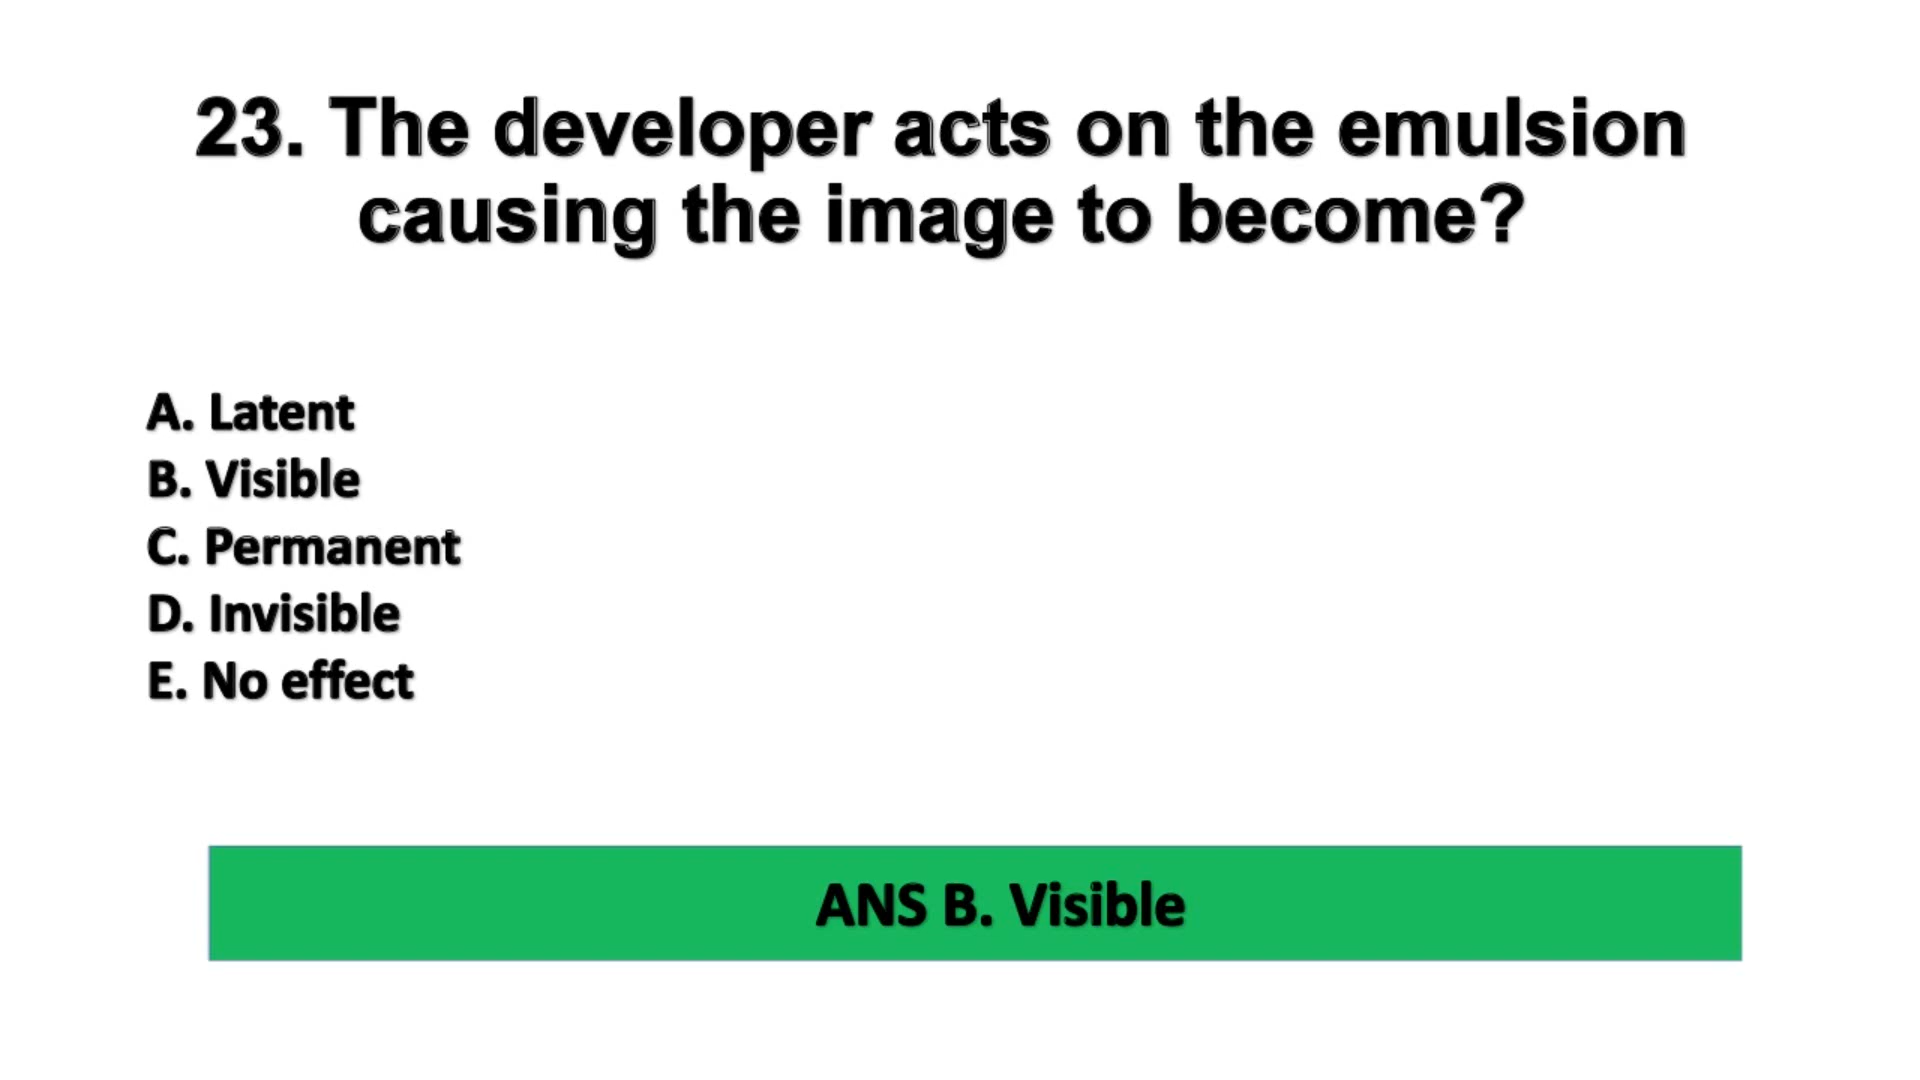 23. The developer acts on the emulsion
causing the image to become?
A. Latent
B. Visible
C. Permanent
D. Invisible
E. No effect
ANS B. Visible